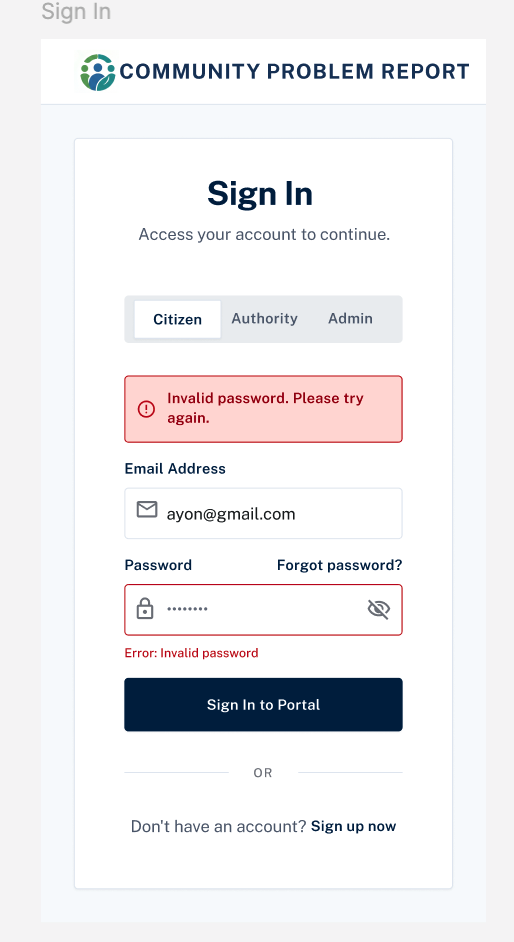 Sign In
COMMUNITY PROBLEM REPORT
Sign In
Access your account to continue.
Citizen Authority Admin
Invalid password. Please try
again.
Email Address
ayon@gmail.com
Password Forgot password?
••••••••
Error: Invalid password
Sign In to Portal
OR
Don't have an account? Sign up now